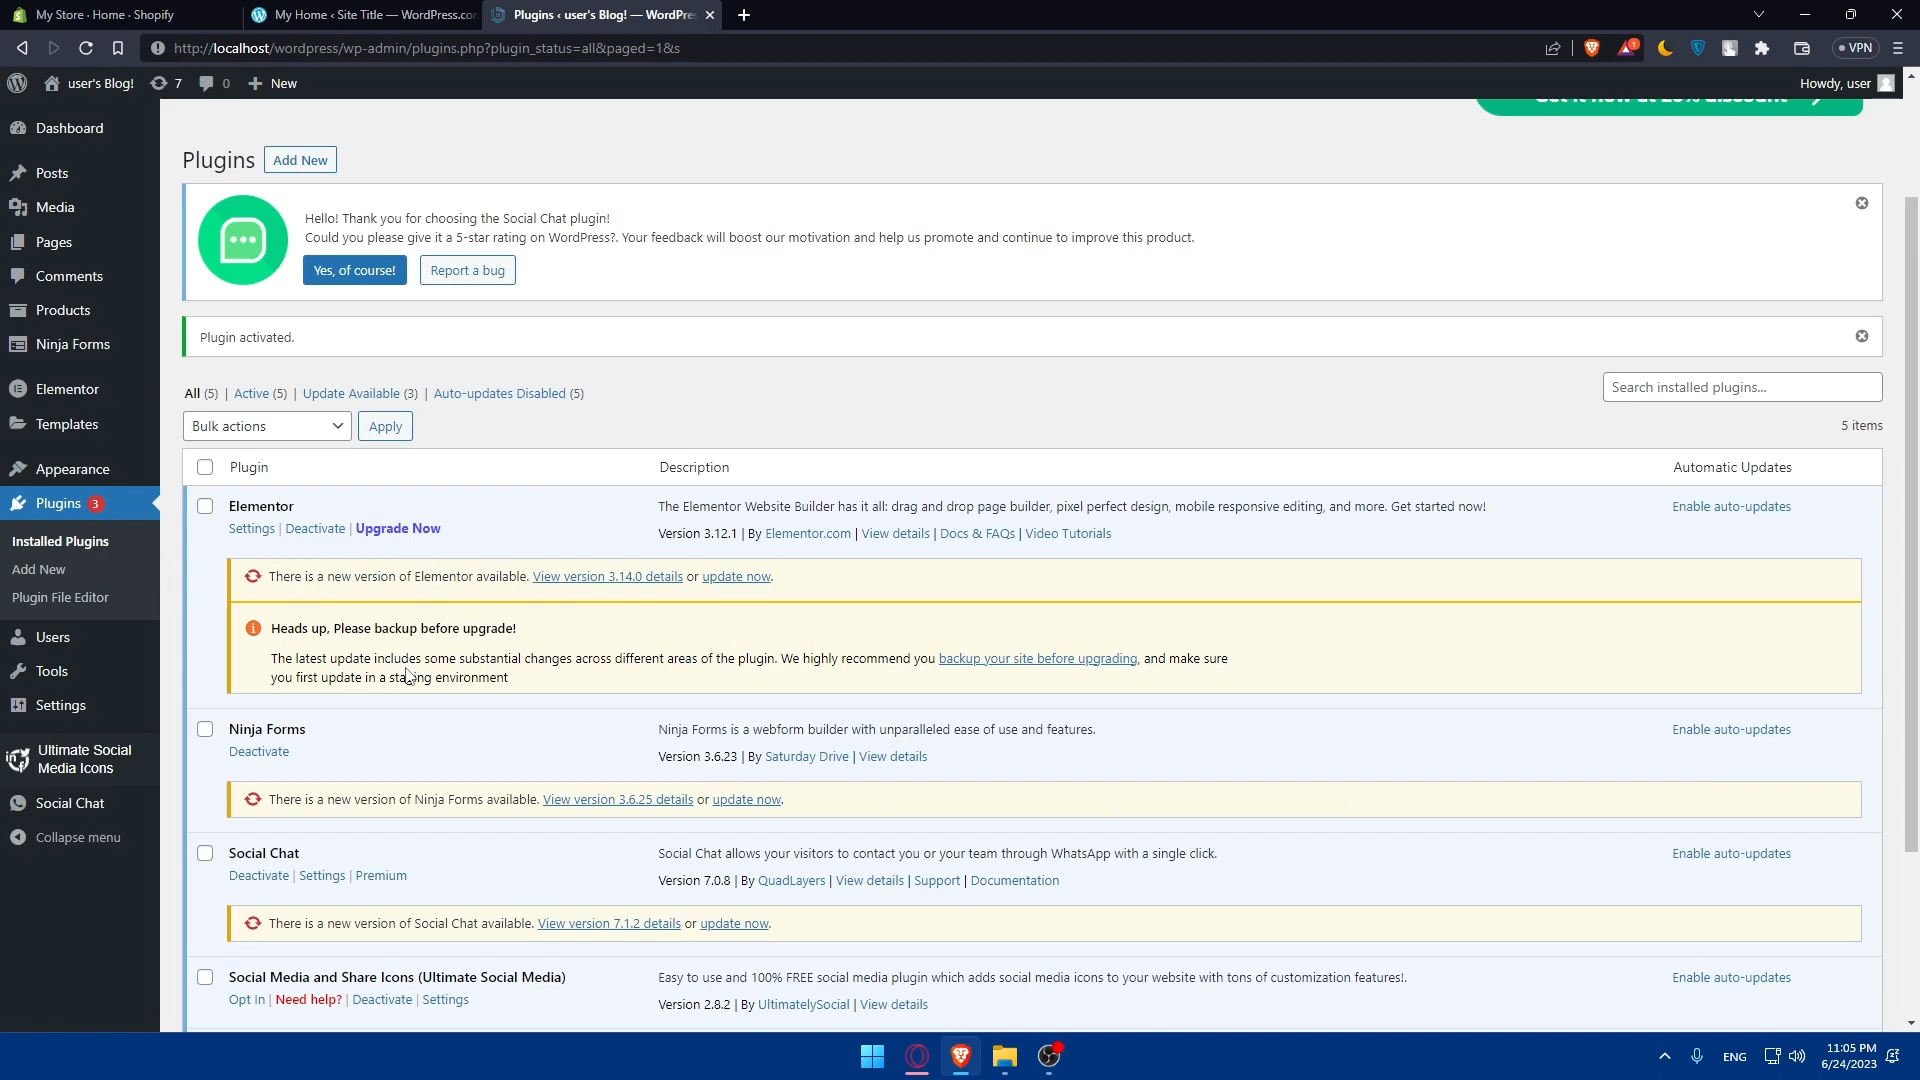 My Store · Home · Shopify
My Home ‹ Site Title — WordPress.co
Plugins ‹ user's Blog! — WordPre
http://localhost/wordpress/wp-admin/plugins.php?plugin_status=all&paged=1&s
1
VPN
user's Blog!
7
0
New
Howdy, user
Dashboard
Posts
Media
Pages
Comments
Products
Ninja Forms
Elementor
Templates
Appearance
Plugins 3
Installed Plugins
Add New
Plugin File Editor
Users
Tools
Settings
Ultimate Social
Media Icons
Social Chat
Collapse menu
Plugins
Add New
Hello! Thank you for choosing the Social Chat plugin!
Could you please give it a 5-star rating on WordPress?. Your feedback will boost our motivation and help us promote and continue to improve this product.
Yes, of course!
Report a bug
Plugin activated.
All (5) | Active (5) | Update Available (3) | Auto-updates Disabled (5)
Search installed plugins...
Bulk actions
Apply
5 items
Plugin
Description
Automatic Updates
Elementor
Settings | Deactivate | Upgrade Now
The Elementor Website Builder has it all: drag and drop page builder, pixel perfect design, mobile responsive editing, and more. Get started now!
Version 3.12.1 | By Elementor.com | View details | Docs & FAQs | Video Tutorials
Enable auto-updates
There is a new version of Elementor available. View version 3.14.0 details or update now.
Heads up, Please backup before upgrade!
The latest update includes some substantial changes across different areas of the plugin. We highly recommend you backup your site before upgrading, and make sure
you first update in a staging environment
Ninja Forms
Deactivate
Ninja Forms is a webform builder with unparalleled ease of use and features.
Version 3.6.23 | By Saturday Drive | View details
Enable auto-updates
There is a new version of Ninja Forms available. View version 3.6.25 details or update now.
Social Chat
Deactivate | Settings | Premium
Social Chat allows your visitors to contact you or your team through WhatsApp with a single click.
Version 7.0.8 | By QuadLayers | View details | Support | Documentation
Enable auto-updates
There is a new version of Social Chat available. View version 7.1.2 details or update now.
Social Media and Share Icons (Ultimate Social Media)
Opt In | Need help? | Deactivate | Settings
Easy to use and 100% FREE social media plugin which adds social media icons to your website with tons of customization features!.
Version 2.8.2 | By UltimatelySocial | View details
Enable auto-updates
ENG
11:05 PM
6/24/2023